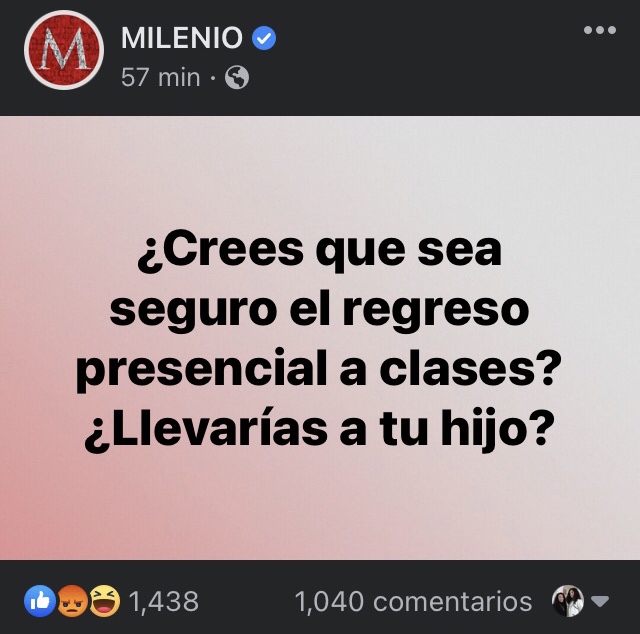 M
MILENIO
57 min ·
¿Crees que sea
seguro el regreso
presencial a clases?
¿Llevarías a tu hijo?
1,438 1,040 comentarios